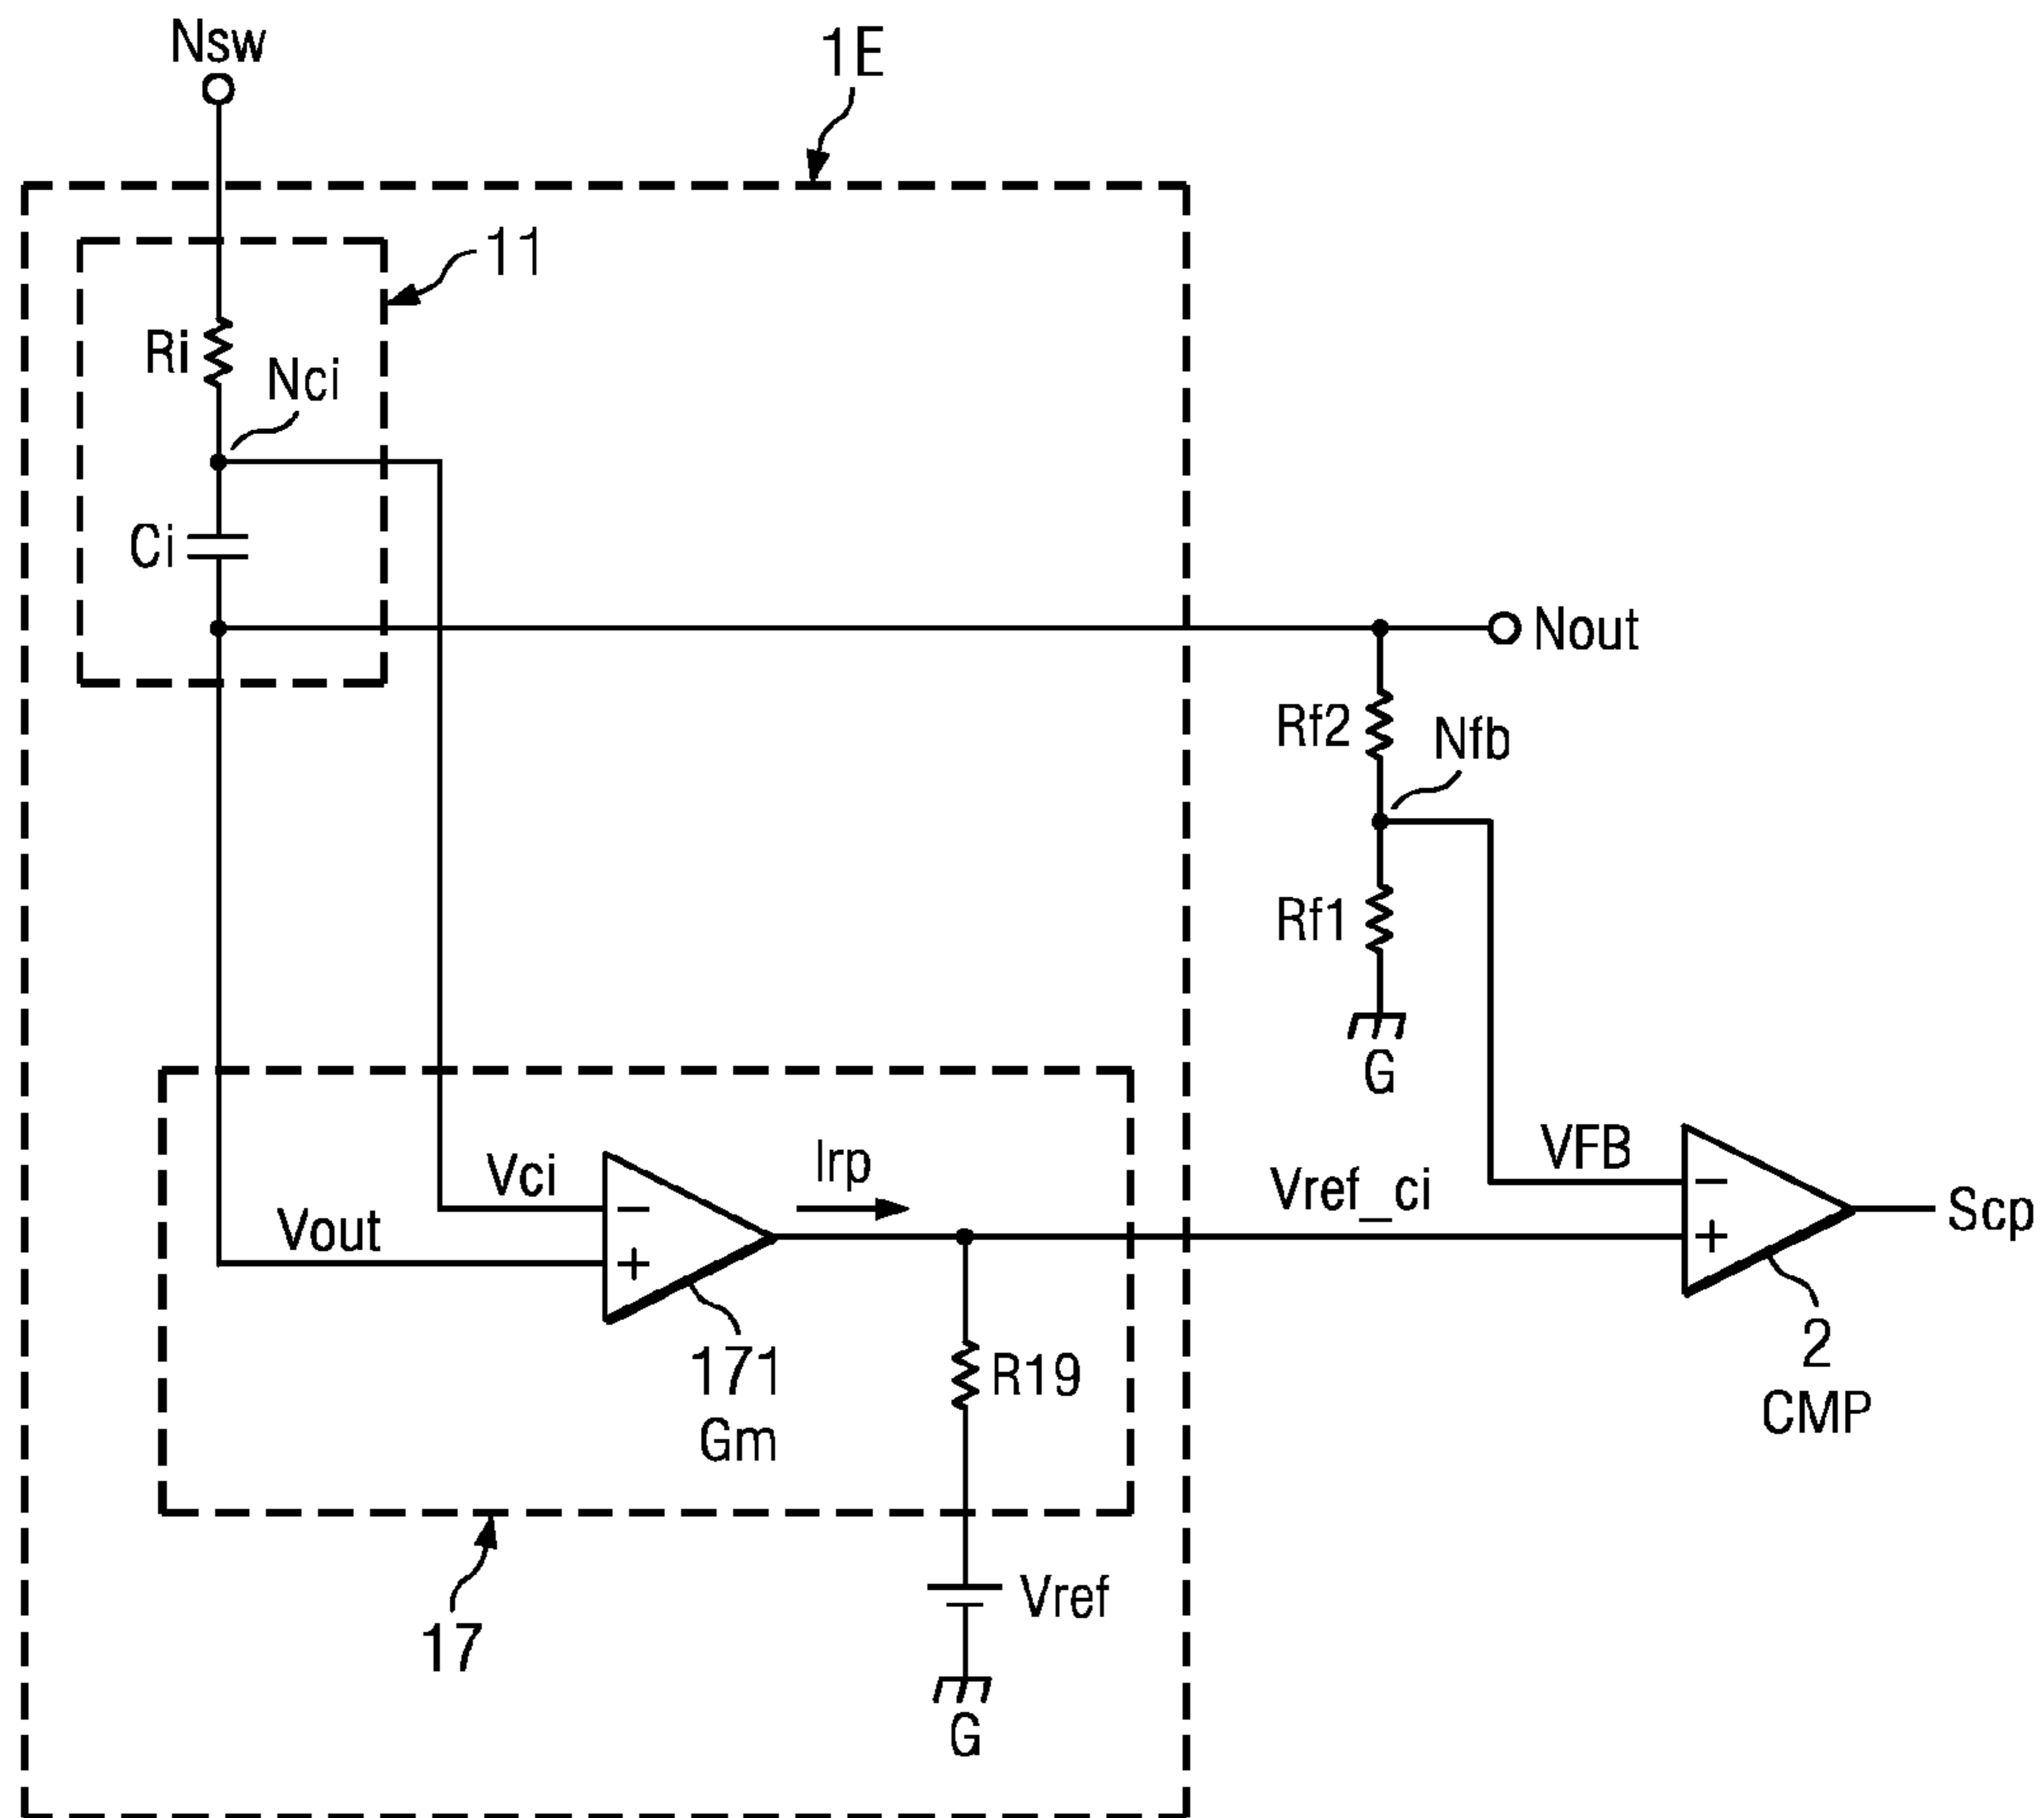 Nsw
1E
11
Ri
Nci
Ci
Nout
Rf2
Nfb
Rf1
G
Vci
Irp
VFB
Vref_ci
Scp
Vout
−
+
−
+
171
Gm
R19
2
CMP
Vref
17
G